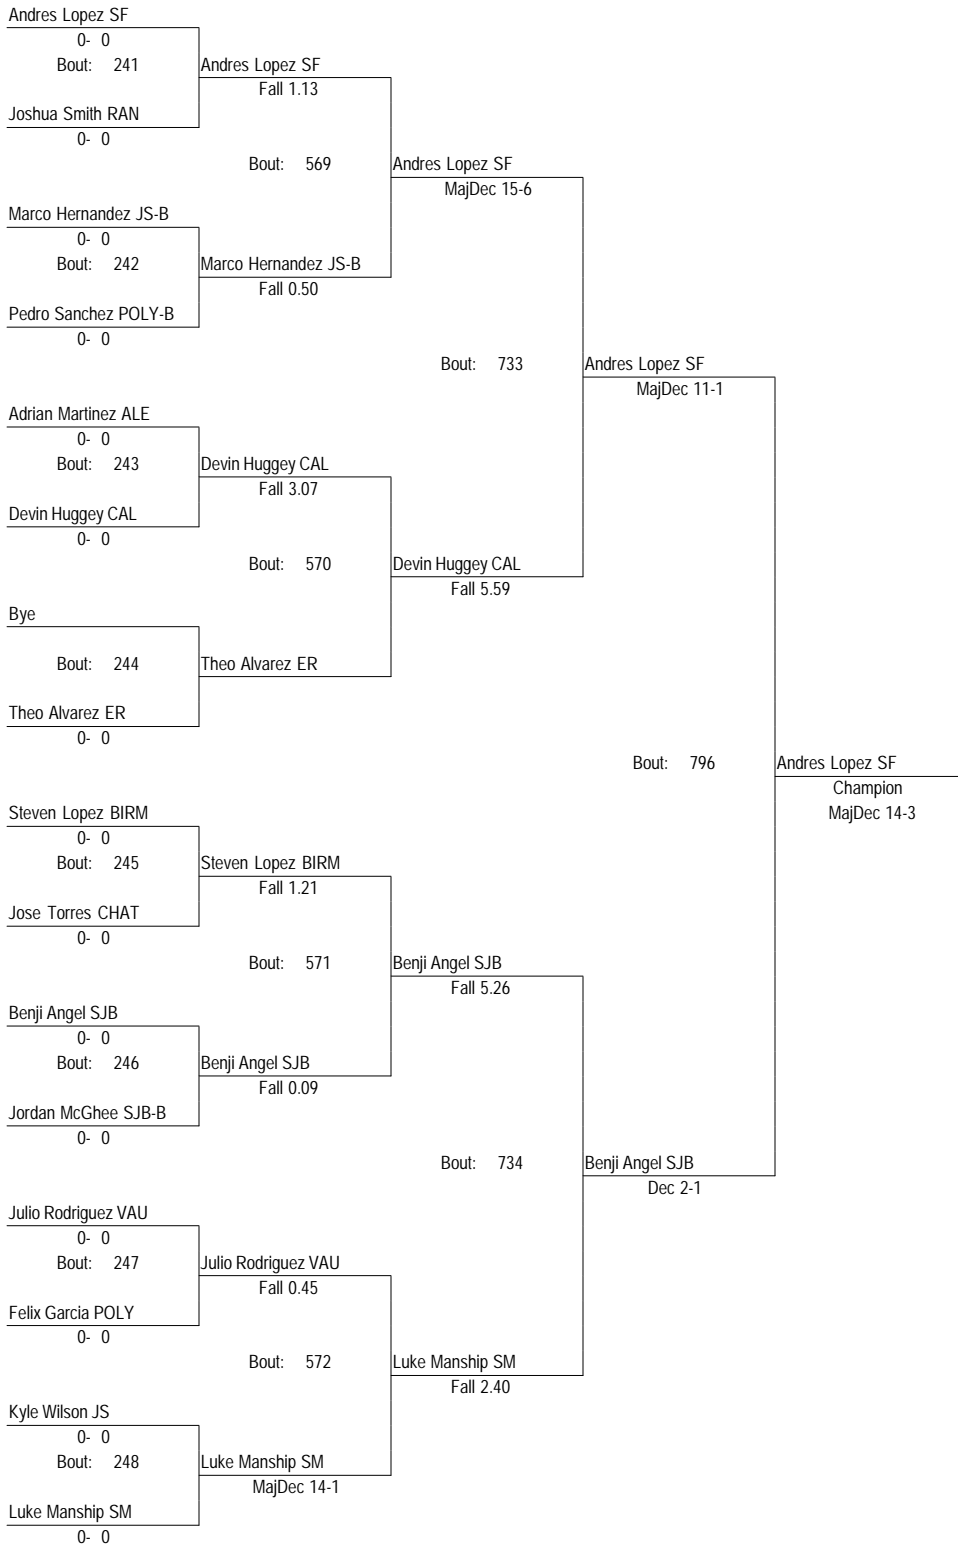 Andres Lopez SF
0- 0
Bout: 241
Andres Lopez SF
Fall 1.13
Joshua Smith RAN
0- 0
Bout: 569
Andres Lopez SF
MajDec 15-6
Marco Hernandez JS-B
0- 0
Bout: 242
Marco Hernandez JS-B
Fall 0.50
Pedro Sanchez POLY-B
0- 0
Bout: 733
Andres Lopez SF
MajDec 11-1
Adrian Martinez ALE
0- 0
Bout: 243
Devin Huggey CAL
Fall 3.07
Devin Huggey CAL
0- 0
Bout: 570
Devin Huggey CAL
Fall 5.59
Bye
Bout: 244
Theo Alvarez ER
Theo Alvarez ER
0- 0
Bout: 796
Andres Lopez SF
Champion
MajDec 14-3
Steven Lopez BIRM
0- 0
Bout: 245
Steven Lopez BIRM
Fall 1.21
Jose Torres CHAT
0- 0
Bout: 571
Benji Angel SJB
Fall 5.26
Benji Angel SJB
0- 0
Bout: 246
Benji Angel SJB
Fall 0.09
Jordan McGhee SJB-B
0- 0
Bout: 734
Benji Angel SJB
Dec 2-1
Julio Rodriguez VAU
0- 0
Bout: 247
Julio Rodriguez VAU
Fall 0.45
Felix Garcia POLY
0- 0
Bout: 572
Luke Manship SM
Fall 2.40
Kyle Wilson JS
0- 0
Bout: 248
Luke Manship SM
MajDec 14-1
Luke Manship SM
0- 0